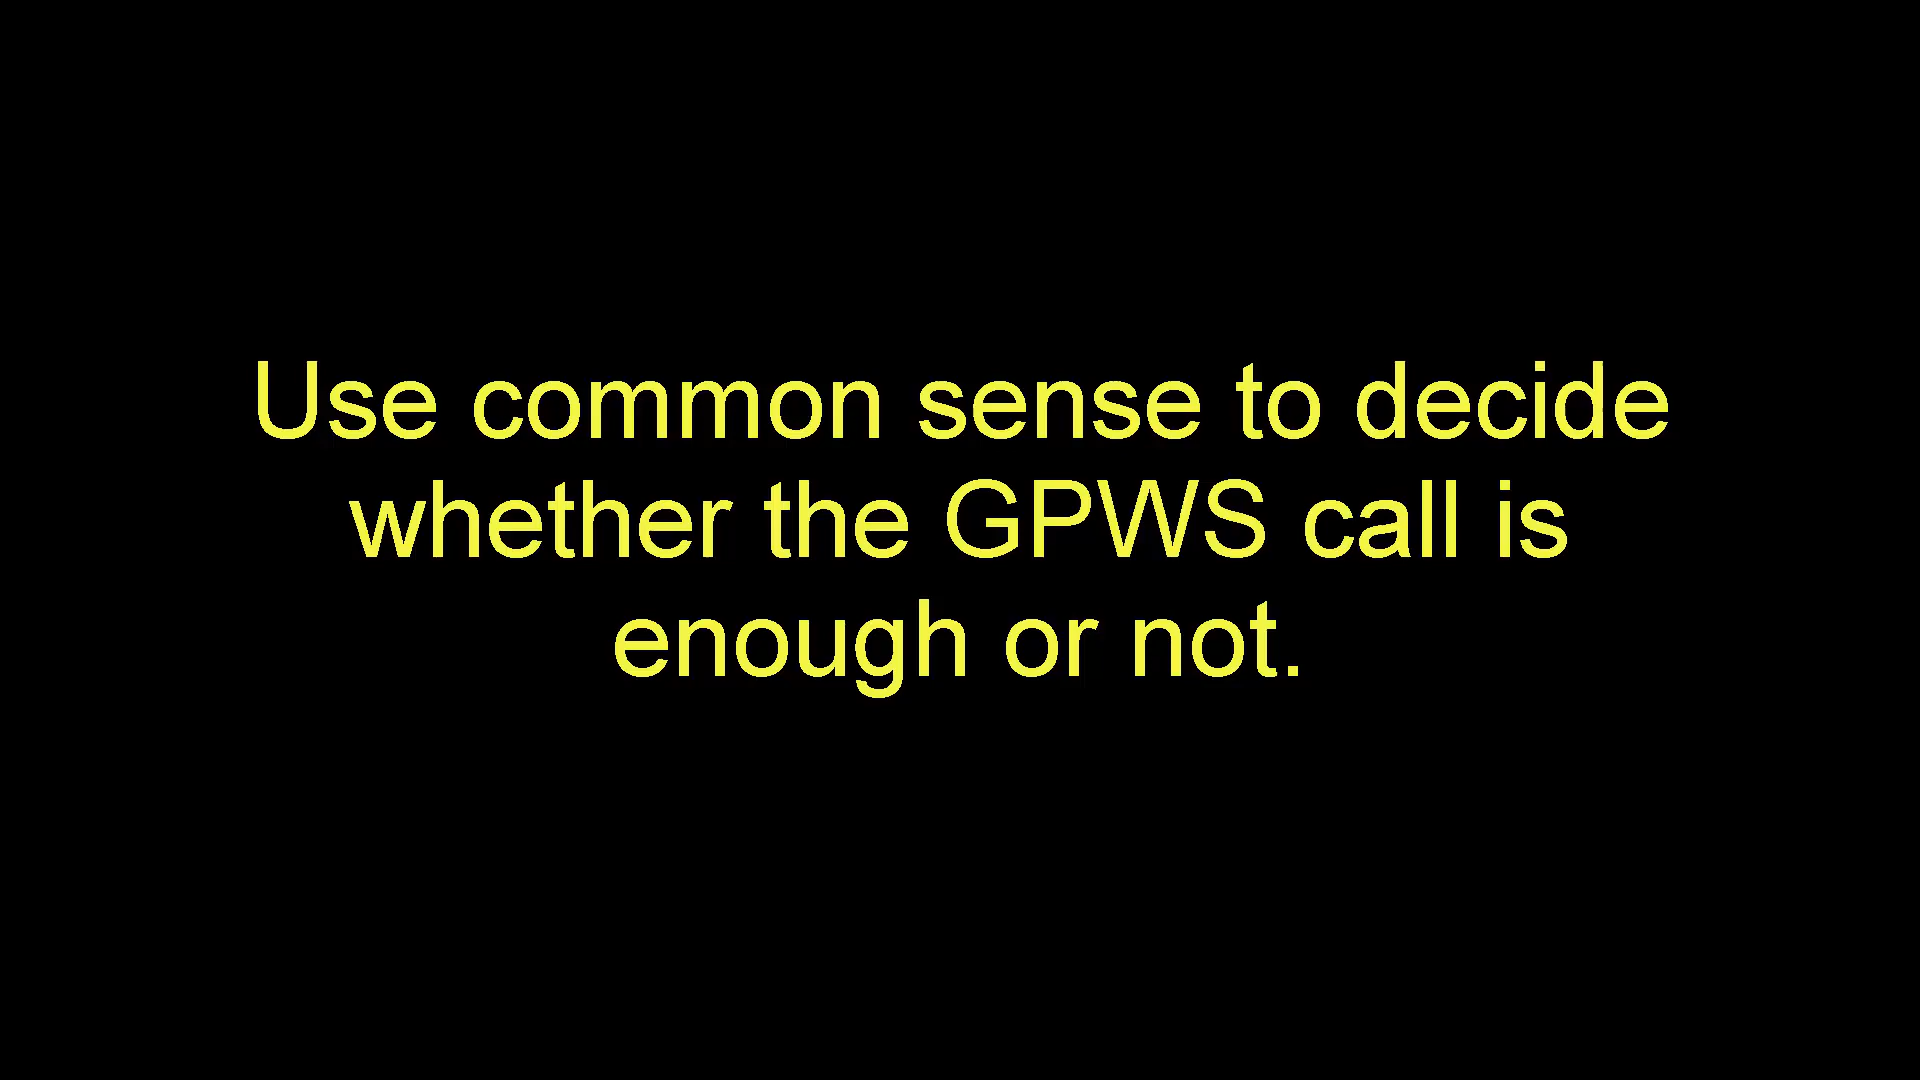 Use common sense to decide
whether the GPWS call is
enough or not.